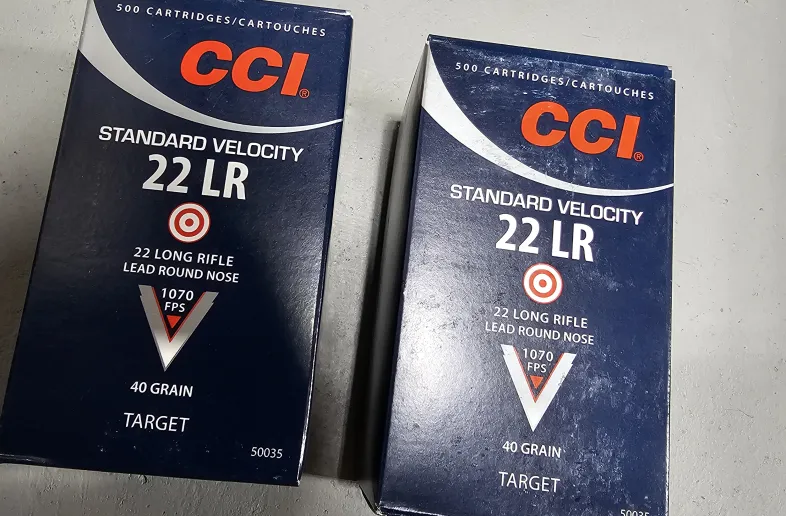 500 CARTRIDGES/CARTOUCHES
CCI®
STANDARD VELOCITY
22 LR
22 LONG RIFLE
LEAD ROUND NOSE
1070
FPS
40 GRAIN
TARGET
50035
500 CARTRIDGES/CARTOUCHES
CCI®
STANDARD VELOCITY
22 LR
22 LONG RIFLE
LEAD ROUND NOSE
1070
FPS
40 GRAIN
TARGET